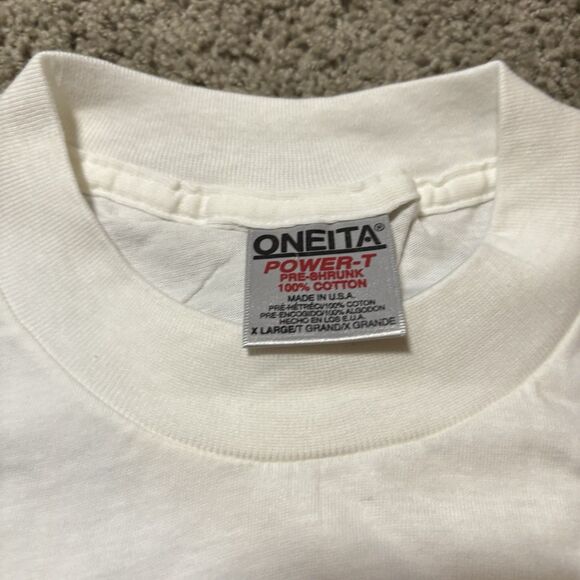 ONEITA®
POWER-T
PRE-SHRUNK
100% COTTON
MADE IN U.S.A.
PRÉ-RÉTRÉCI/100% COTON
PRE-ENCOGIDO/100% ALGODON
HECHO EN LOS E.U.A.
X LARGE/T GRAND/X GRANDE